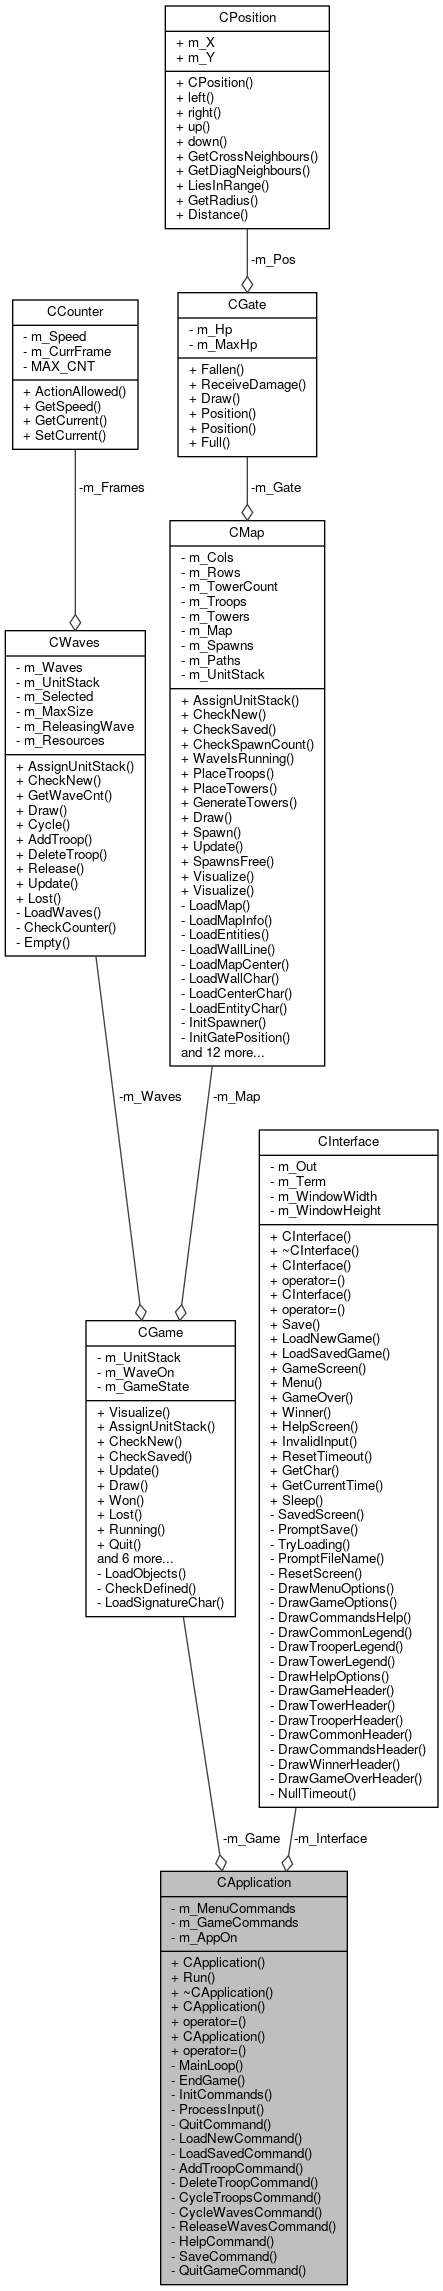 CPosition
+ m_X
+ m_Y
+ CPosition()
+ left()
+ right()
+ up()
+ down()
+ GetCrossNeighbours()
+ GetDiagNeighbours()
+ LiesInRange()
+ GetRadius()
+ Distance()
-m_Pos
CGate
- m_Hp
- m_MaxHp
+ Fallen()
+ ReceiveDamage()
+ Draw()
+ Position()
+ Position()
+ Full()
-m_Gate
CCounter
- m_Speed
- m_CurrFrame
- MAX_CNT
+ ActionAllowed()
+ GetSpeed()
+ GetCurrent()
+ SetCurrent()
-m_Frames
CMap
- m_Cols
- m_Rows
- m_TowerCount
- m_Troops
- m_Towers
- m_Map
- m_Spawns
- m_Paths
- m_UnitStack
+ AssignUnitStack()
+ CheckNew()
+ CheckSaved()
+ CheckSpawnCount()
+ WaveIsRunning()
+ PlaceTroops()
+ PlaceTowers()
+ GenerateTowers()
+ Draw()
+ Spawn()
+ Update()
+ SpawnsFree()
+ Visualize()
+ Visualize()
- LoadMap()
- LoadMapInfo()
- LoadEntities()
- LoadWallLine()
- LoadMapCenter()
- LoadWallChar()
- LoadCenterChar()
- LoadEntityChar()
- InitSpawner()
- InitGatePosition()
and 12 more...
CWaves
- m_Waves
- m_UnitStack
- m_Selected
- m_MaxSize
- m_ReleasingWave
- m_Resources
+ AssignUnitStack()
+ CheckNew()
+ GetWaveCnt()
+ Draw()
+ Cycle()
+ AddTroop()
+ DeleteTroop()
+ Release()
+ Update()
+ Lost()
- LoadWaves()
- CheckCounter()
- Empty()
-m_Waves
-m_Map
CInterface
- m_Out
- m_Term
- m_WindowWidth
- m_WindowHeight
+ CInterface()
+ ~CInterface()
+ CInterface()
+ operator=()
+ CInterface()
+ operator=()
+ Save()
+ LoadNewGame()
+ LoadSavedGame()
+ GameScreen()
+ Menu()
+ GameOver()
+ Winner()
+ HelpScreen()
+ InvalidInput()
+ ResetTimeout()
+ GetChar()
+ GetCurrentTime()
+ Sleep()
- SavedScreen()
- PromptSave()
- TryLoading()
- PromptFileName()
- ResetScreen()
- DrawMenuOptions()
- DrawGameOptions()
- DrawCommandsHelp()
- DrawCommonLegend()
- DrawTrooperLegend()
- DrawTowerLegend()
- DrawHelpOptions()
- DrawGameHeader()
- DrawTowerHeader()
- DrawTrooperHeader()
- DrawCommonHeader()
- DrawCommandsHeader()
- DrawWinnerHeader()
- DrawGameOverHeader()
- NullTimeout()
CGame
- m_UnitStack
- m_WaveOn
- m_GameState
+ Visualize()
+ AssignUnitStack()
+ CheckNew()
+ CheckSaved()
+ Update()
+ Draw()
+ Won()
+ Lost()
+ Running()
+ Quit()
and 6 more...
- LoadObjects()
- CheckDefined()
- LoadSignatureChar()
-m_Game
-m_Interface
CApplication
- m_MenuCommands
- m_GameCommands
- m_AppOn
+ CApplication()
+ Run()
+ ~CApplication()
+ CApplication()
+ operator=()
+ CApplication()
+ operator=()
- MainLoop()
- EndGame()
- InitCommands()
- ProcessInput()
- QuitCommand()
- LoadNewCommand()
- LoadSavedCommand()
- AddTroopCommand()
- DeleteTroopCommand()
- CycleTroopsCommand()
- CycleWavesCommand()
- ReleaseWavesCommand()
- HelpCommand()
- SaveCommand()
- QuitGameCommand()